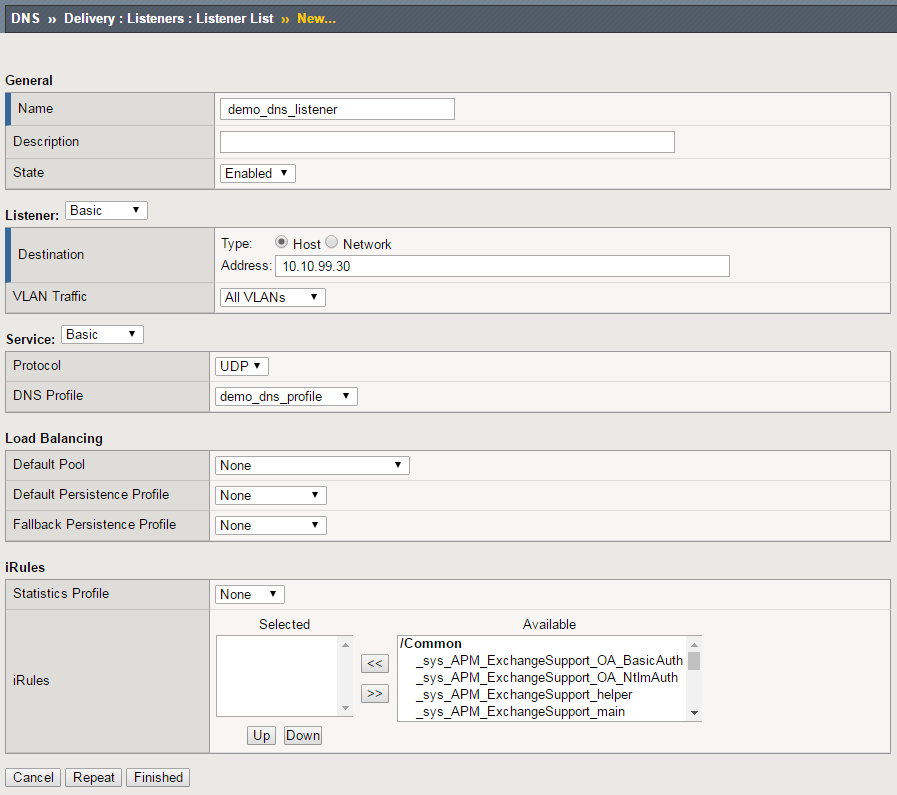 DNS ›› Delivery : Listeners : Listener List ›› New...
General
Name demo_dns_listener
Description
State Enabled
Listener: Basic
Destination
Type: Host Network
Address: 10.10.99.30
VLAN Traffic All VLANs
Service: Basic
Protocol UDP
DNS Profile demo_dns_profile
Load Balancing
Default Pool None
Default Persistence Profile None
Fallback Persistence Profile None
iRules
Statistics Profile None
iRules
Selected Available
/Common
_sys_APM_ExchangeSupport_OA_BasicAuth
<< _sys_APM_ExchangeSupport_OA_NtlmAuth
>> _sys_APM_ExchangeSupport_helper
_sys_APM_ExchangeSupport_main
Up Down
Cancel Repeat Finished